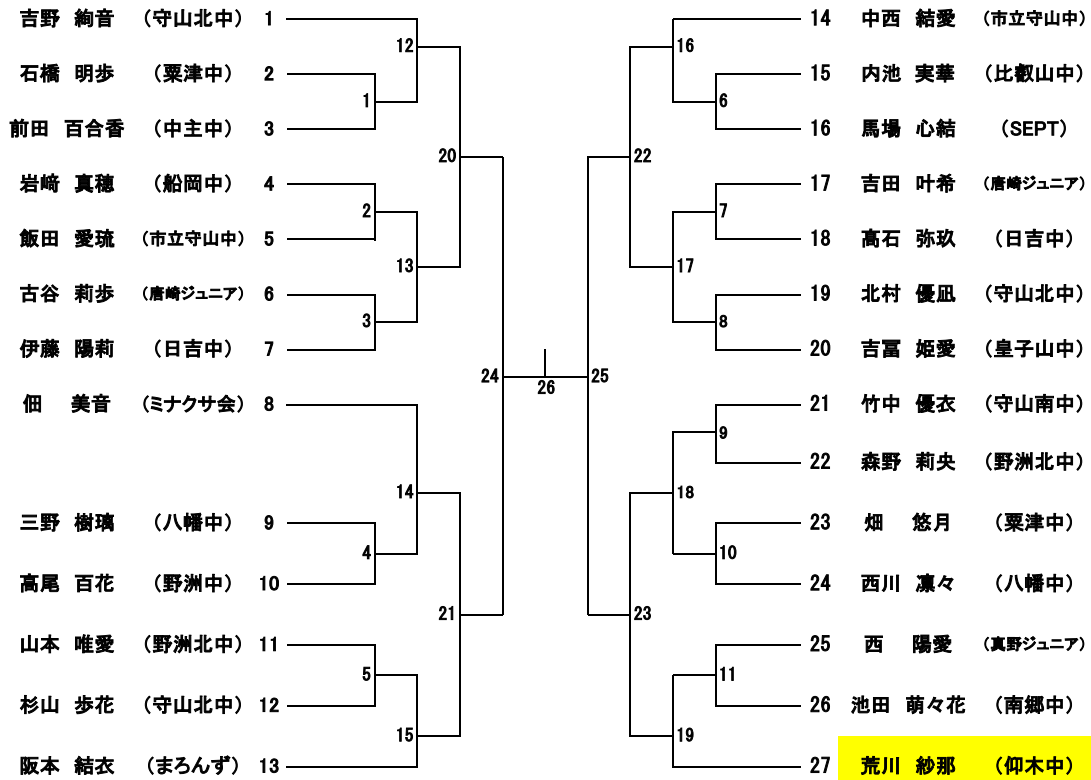 吉野 絢音 (守山北中) 1
石橋 明歩 (粟津中) 2
前田 百合香 (中主中) 3
岩﨑 真穂 (船岡中) 4
飯田 愛琉 (市立守山中) 5
古谷 莉歩 (唐崎ジュニア) 6
伊藤 陽莉 (日吉中) 7
佃 美音 (ミナクサ会) 8
三野 樹璃 (八幡中) 9
高尾 百花 (野洲中) 10
山本 唯愛 (野洲北中) 11
杉山 歩花 (守山北中) 12
阪本 結衣 (まろんず) 13
12
1
20
2
13
3
24
14
4
21
5
15
26
14 中西 結愛 (市立守山中)
15 内池 実華 (比叡山中)
16 馬場 心結 (SEPT)
17 吉田 叶希 (唐崎ジュニア)
18 髙石 弥玖 (日吉中)
19 北村 優凪 (守山北中)
20 吉冨 姫愛 (皇子山中)
21 竹中 優衣 (守山南中)
22 森野 莉央 (野洲北中)
23 畑 悠月 (粟津中)
24 西川 凛々 (八幡中)
25 西 陽愛 (真野ジュニア)
26 池田 萌々花 (南郷中)
27 荒川 紗那 (仰木中)
16
6
22
7
17
8
25
9
18
10
23
11
19